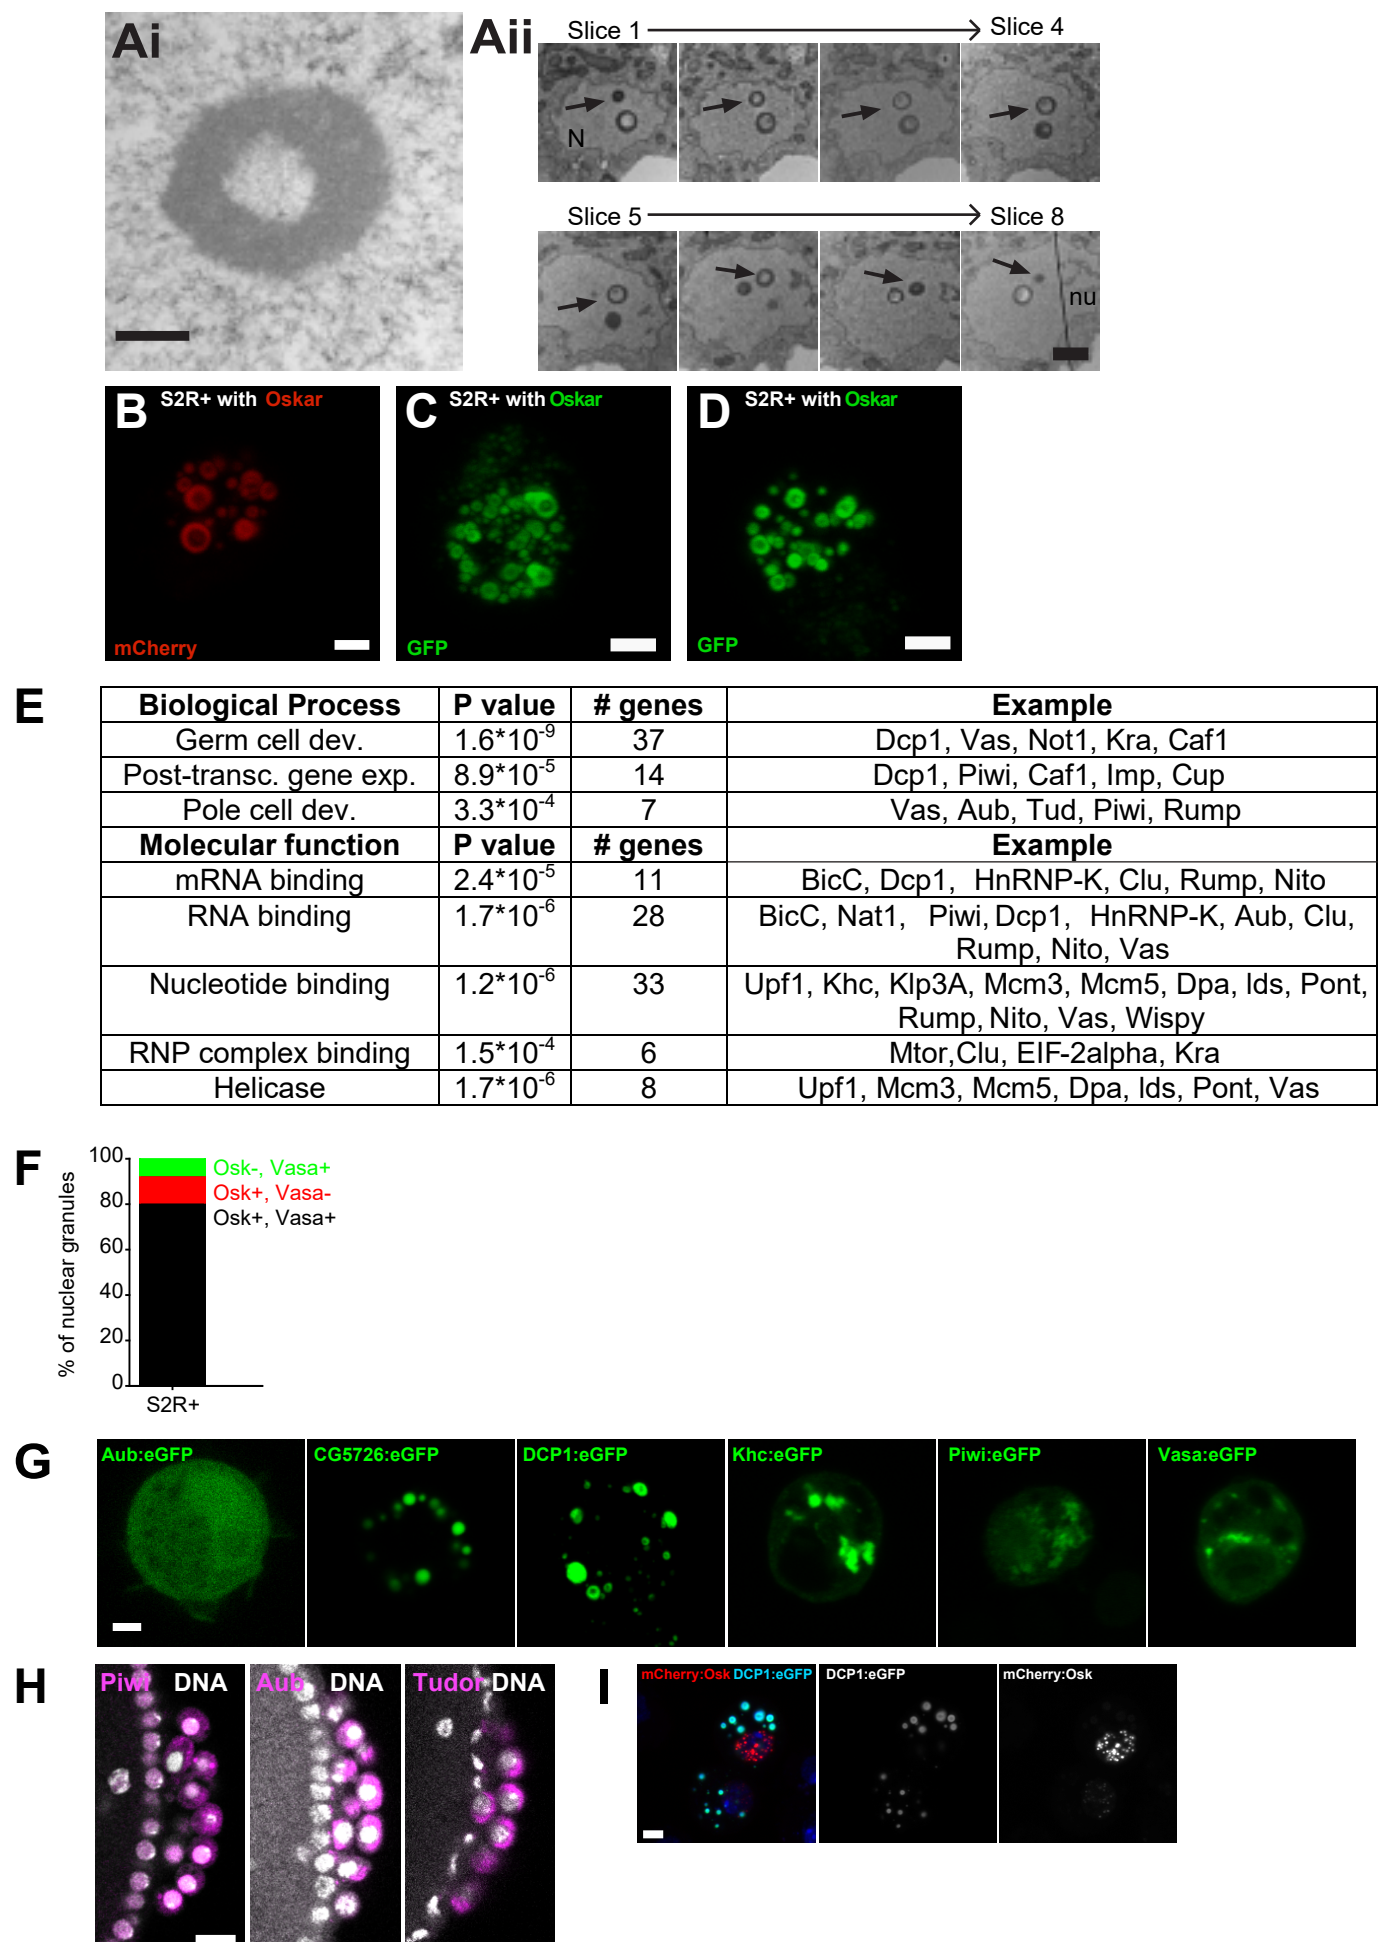 Ai
Aii
Slice 1
Slice 4
N
Slice 5
Slice 8
nu
B
S2R+ with Oskar
mCherry
C
S2R+ with Oskar
GFP
D
S2R+ with Oskar
GFP
E
Biological Process P value # genes Example
Germ cell dev. 1.6*10-9 37 Dcp1, Vas, Not1, Kra, Caf1
Post-transc. gene exp. 8.9*10-5 14 Dcp1, Piwi, Caf1, Imp, Cup
Pole cell dev. 3.3*10-4 7 Vas, Aub, Tud, Piwi, Rump
Molecular function P value # genes Example
mRNA binding 2.4*10-5 11 BicC, Dcp1, HnRNP-K, Clu, Rump, Nito
RNA binding 1.7*10-6 28 BicC, Nat1, Piwi, Dcp1, HnRNP-K, Aub, Clu,
Rump, Nito, Vas
Nucleotide binding 1.2*10-6 33 Upf1, Khc, Klp3A, Mcm3, Mcm5, Dpa, lds, Pont,
Rump, Nito, Vas, Wispy
RNP complex binding 1.5*10-4 6 Mtor,Clu, EIF-2alpha, Kra
Helicase 1.7*10-6 8 Upf1, Mcm3, Mcm5, Dpa, lds, Pont, Vas
F
% of nuclear granules
100
80
60
40
20
0
Osk-, Vasa+
Osk+, Vasa-
Osk+, Vasa+
S2R+
G
Aub:eGFP
CG5726:eGFP
DCP1:eGFP
Khc:eGFP
Piwi:eGFP
Vasa:eGFP
H
Piwi DNA
Aub DNA
Tudor DNA
I
mCherry:Osk DCP1:eGFP
DCP1:eGFP
mCherry:Osk